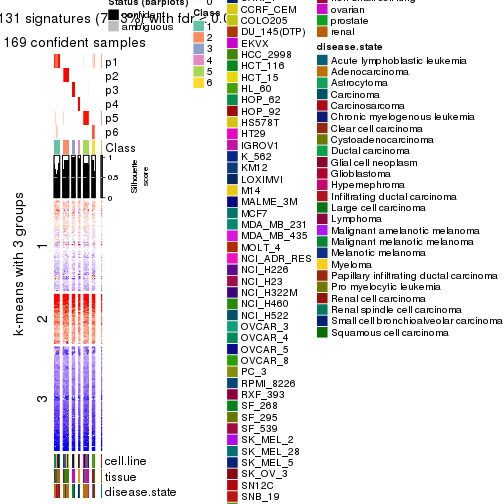 Status (barplots)
confident
ambiguous
131 signatures
with fdr < 0.0
169 confident samples
p1
p2
p3
p4
p5
p6
Class
1
0.5
0
Silhouette
score
k-means with 3 groups
1
2
3
cell.line
tissue
disease.state
Class
1
2
3
4
5
6
CCRF_CEM
COLO205
DU_145(DTP)
EKVX
HCC_2998
HCT_116
HCT_15
HL_60
HOP_62
HOP_92
HS578T
HT29
IGROV1
K_562
KM12
LOXIMVI
M14
MALME_3M
MCF7
MDA_MB_231
MDA_MB_435
MOLT_4
NCI_ADR_RES
NCI_H226
NCI_H23
NCI_H322M
NCI_H460
NCI_H522
OVCAR_3
OVCAR_4
OVCAR_5
OVCAR_8
PC_3
RPMI_8226
RXF_393
SF_268
SF_295
SF_539
SK_MEL_2
SK_MEL_28
SK_MEL_5
SK_OV_3
SN12C
SNB_19
ovarian
prostate
renal
disease.state
Acute lymphoblastic leukemia
Adenocarcinoma
Astrocytoma
Carcinoma
Carcinosarcoma
Chronic myelogenous leukemia
Clear cell carcinoma
Cystoadenocarcinoma
Ductal carcinoma
Glial cell neoplasm
Glioblastoma
Hypernephroma
Infiltrating ductal carcinoma
Large cell carcinoma
Lymphoma
Malignant amelanotic melanoma
Malignant melanotic melanoma
Melanotic melanoma
Myeloma
Papillary infiltrating ductal carcinoma
Pro myelocytic leukemia
Renal cell carcinoma
Renal spindle cell carcinoma
Small cell bronchioalveolar carcinoma
Squamous cell carcinoma